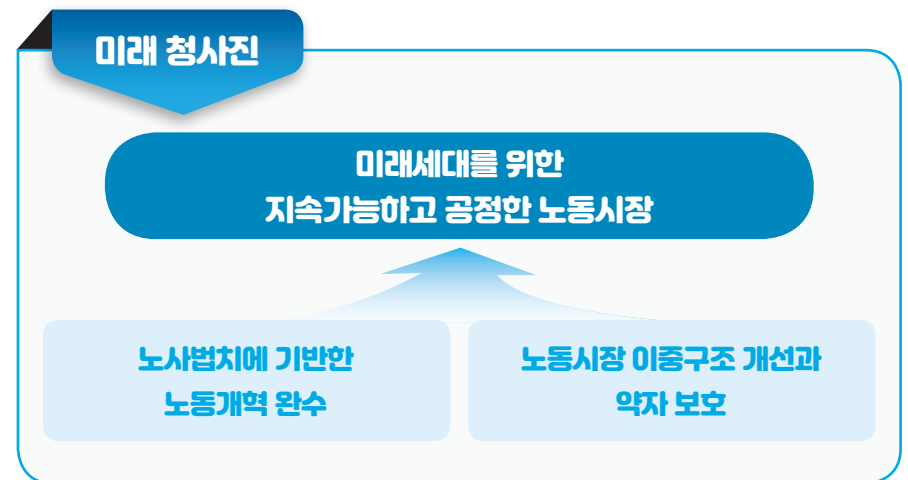 미래 청사진
미래세대를 위한
지속가능하고 공정한 노동시장
노사법치에 기반한
노동개혁 완수
노동시장 이중구조 개선과
약자 보호